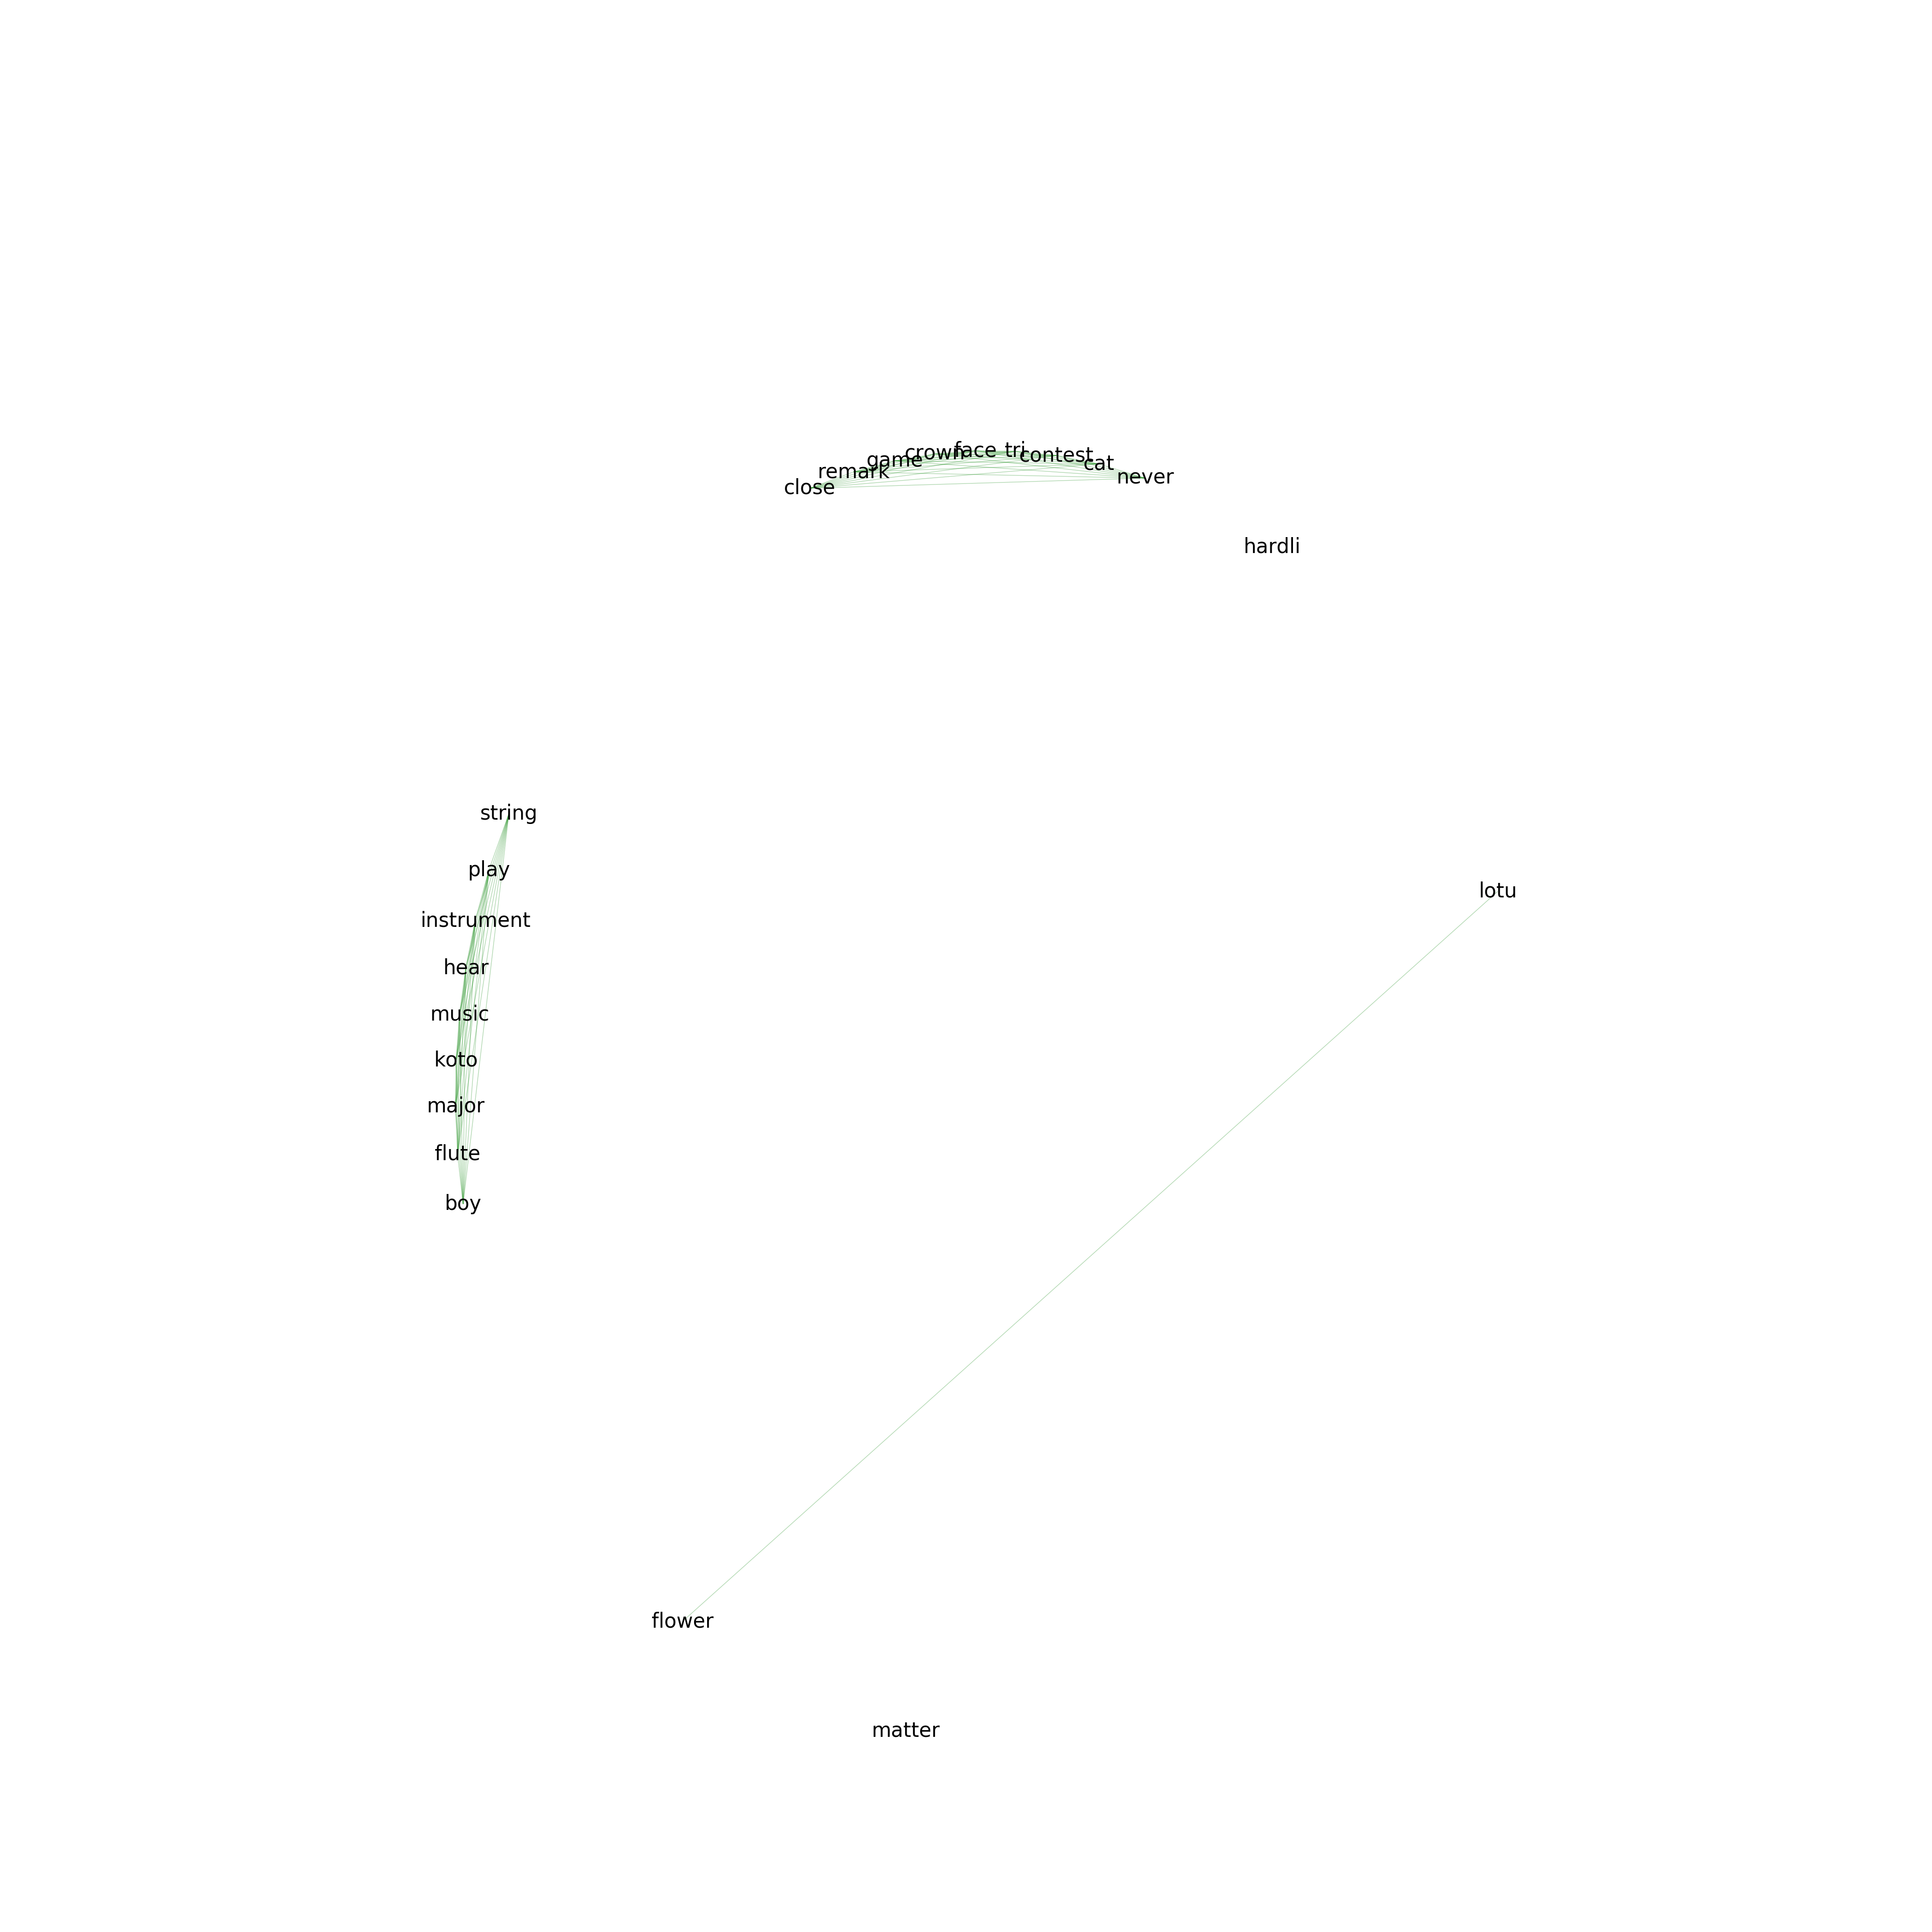 face tri
crown
contest
game
cat
remark
never
close
hardli
string
play
lotu
instrument
hear
music
koto
major
flute
boy
flower
matter